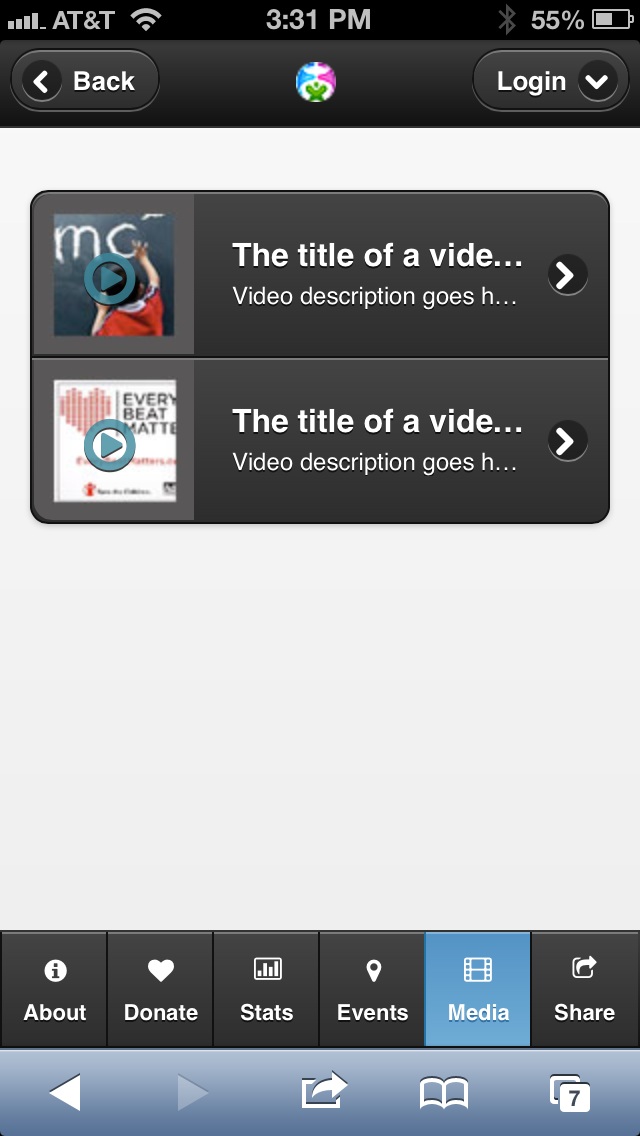 AT&T 3:31 PM 55%
Back Login
mc
The title of a vide...
Video description goes h...
EVERY
BEAT
MATTE
The title of a vide...
Video description goes h...
About Donate Stats Events Media Share
7